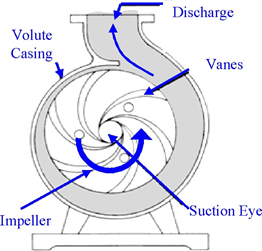 Discharge
Volute
Casing
Vanes
Impeller
Suction Eye